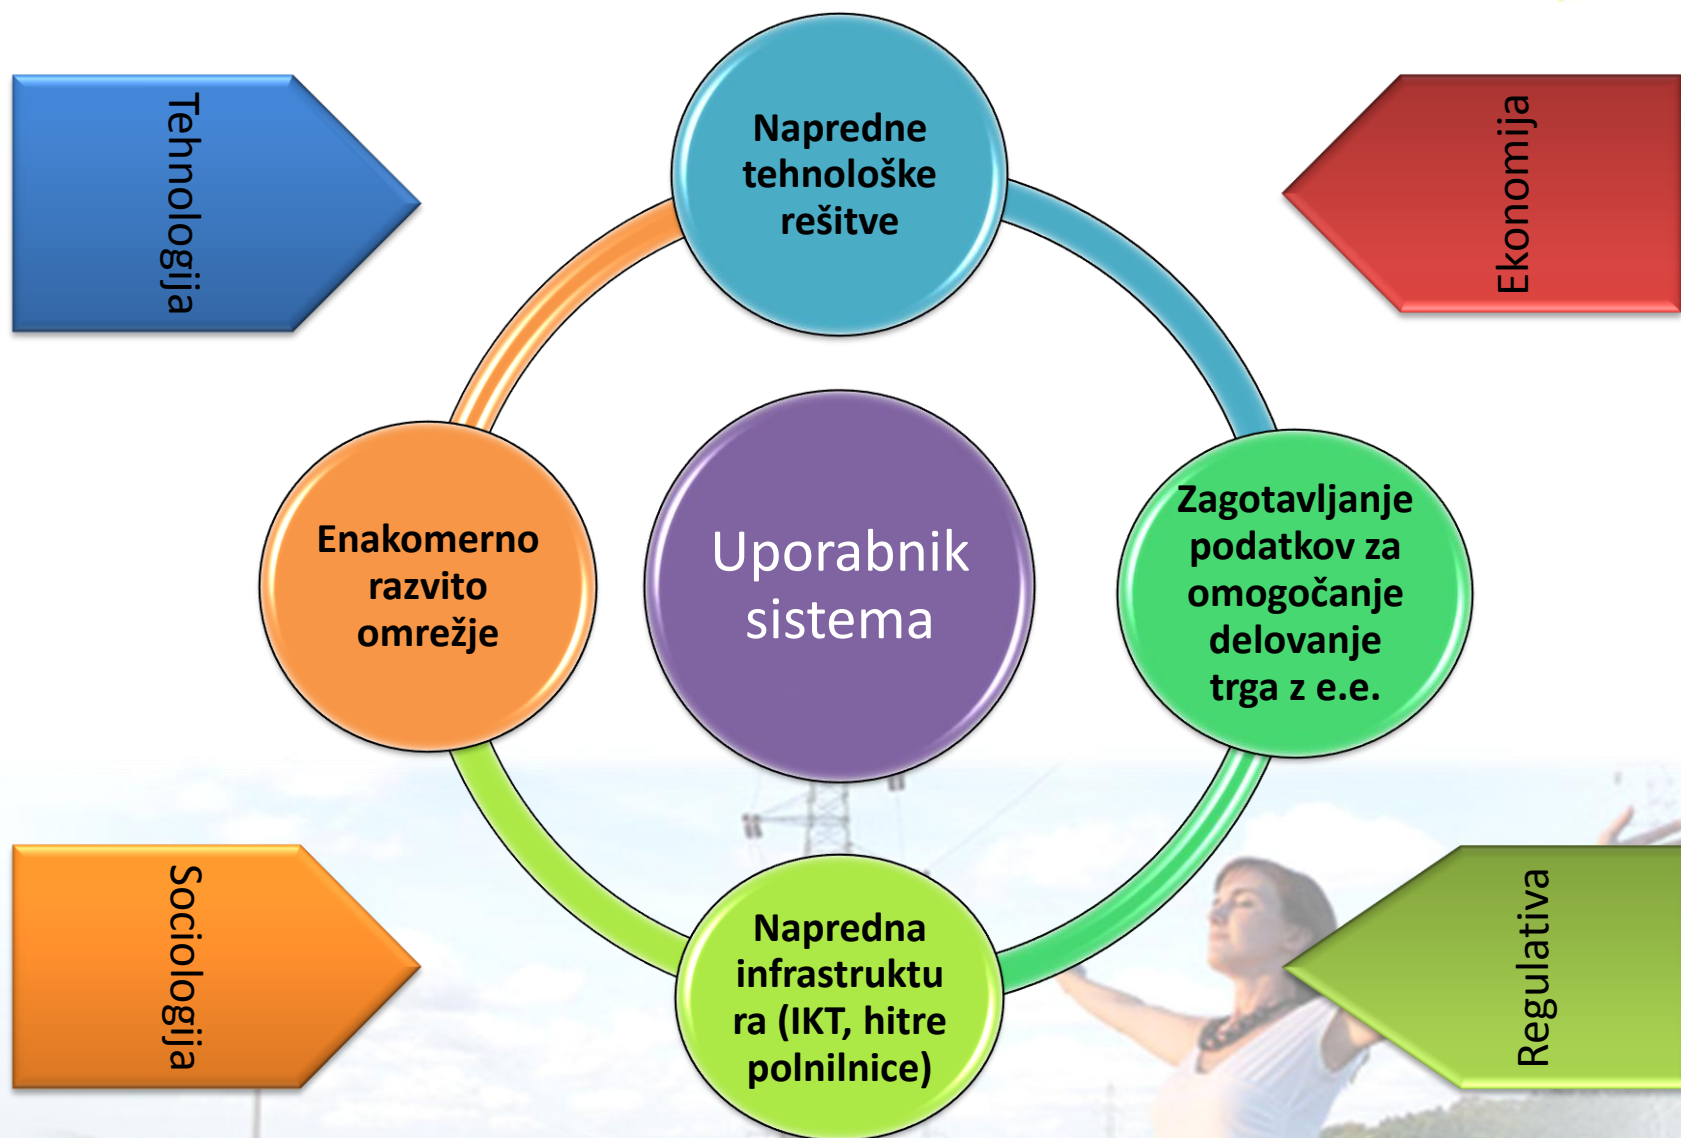 Tehnologija
Napredne
tehnološke
rešitve
Ekonomija
Enakomerno
razvito
omrežje
Uporabnik
sistema
Zagotavljanje
podatkov za
omogočanje
delovanje
trga z e.e.
Sociologija
Napredna
infrastruktu
ra (IKT, hitre
polnilnice)
Regulativa